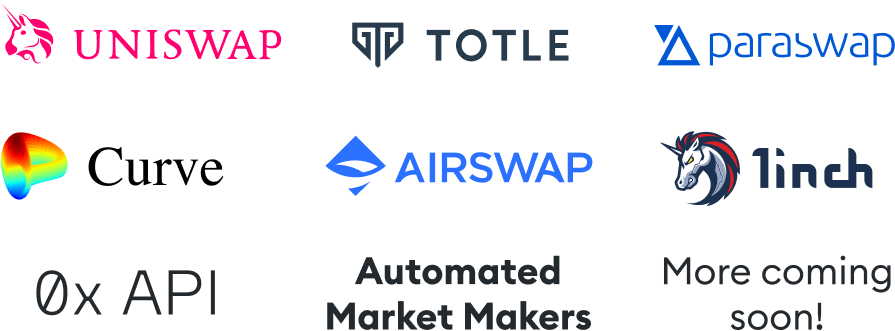 UNISWAP
TOTLE
paraswap
Curve
AIRSWAP
1inch
0x API
Automated
Market Makers
More coming
soon!